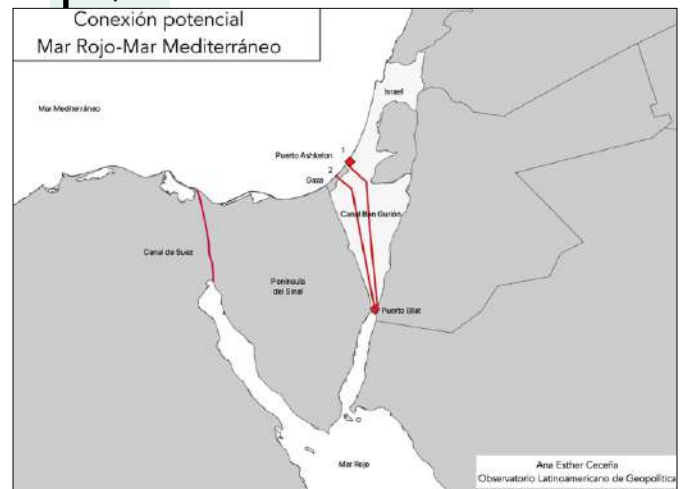 Conexión potencial
Mar Rojo-Mar Mediterráneo
Mar Mediterráneo
Israel
Puerto Ashkelon
1
2
Gaza
Canal Ben Gurión
Canal de Suez
Península
del Sinaí
Puerto Eilat
Mar Rojo
Ana Esther Ceceña
Observatorio Latinoamericano de Geopolítica